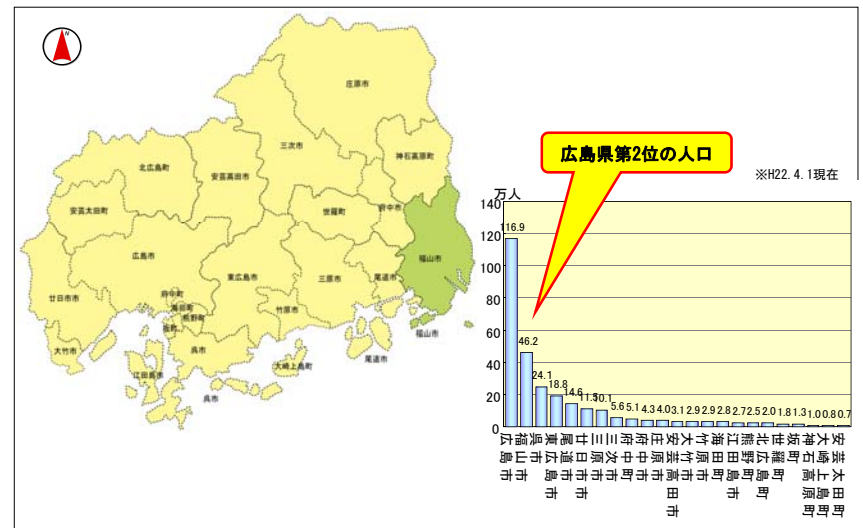 N
庄原市
三次市
神石高原町
北広島町
安芸高田市
安芸太田町
世羅町
府中市
広島市
福山市
東広島市
三原市
尾道市
廿日市市
府中町
海田町
熊野町
坂町
竹原市
大竹市
呉市
福山市
江田島市
大崎上島町
尾道市
呉市
広島県第2位の人口
※H22.4.1現在
万人
140
120
100
80
60
40
20
0
116.9
46.2
24.1
18.8
14.6
11.5
10.1
5.6
5.1
4.3
4.0
3.1
2.9
2.9
2.8
2.7
2.5
2.0
1.8
1.3
1.0
0.8
0.7
広島市
福山市
呉市
東広島市
尾道市
廿日市市
三原市
三次市
府中町
府中市
庄原市
安芸高田市
大竹市
竹原市
海田町
江田島市
熊野町
北広島町
世羅町
坂町
神石高原町
大崎上島町
安芸太田町